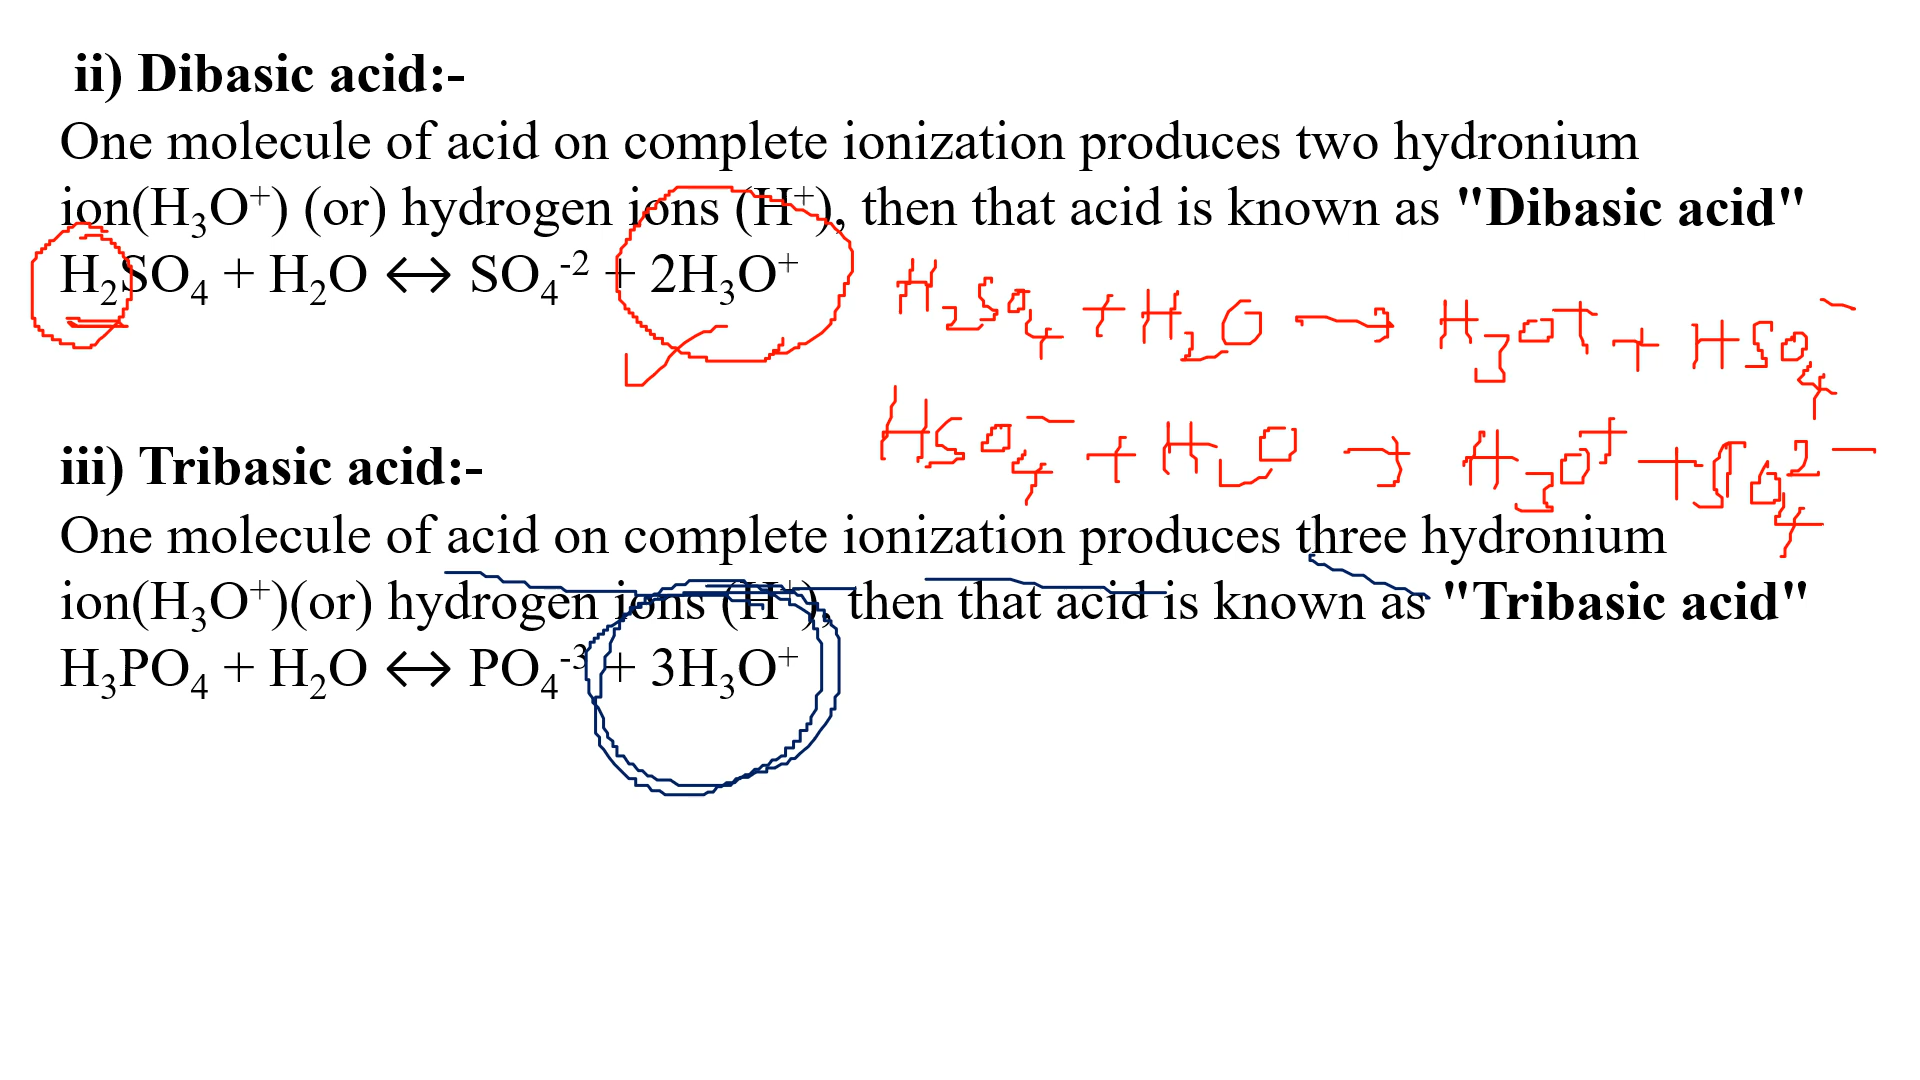 ii) Dibasic acid:-
One molecule of acid on complete ionization produces two hydronium
ion(H₃O⁺) (or) hydrogen ions (H⁺), then that acid is known as "Dibasic acid"
H₂SO₄ + H₂O ↔ SO₄⁻² + 2H₃O⁺
H₂SO₄ + H₂O → H₃O⁺ + HSO₄⁻
HSO₄⁻ + H₂O → H₃O⁺ + SO₄²⁻
iii) Tribasic acid:-
One molecule of acid on complete ionization produces three hydronium
ion(H₃O⁺)(or) hydrogen ions (H⁺), then that acid is known as "Tribasic acid"
H₃PO₄ + H₂O ↔ PO₄⁻³ + 3H₃O⁺